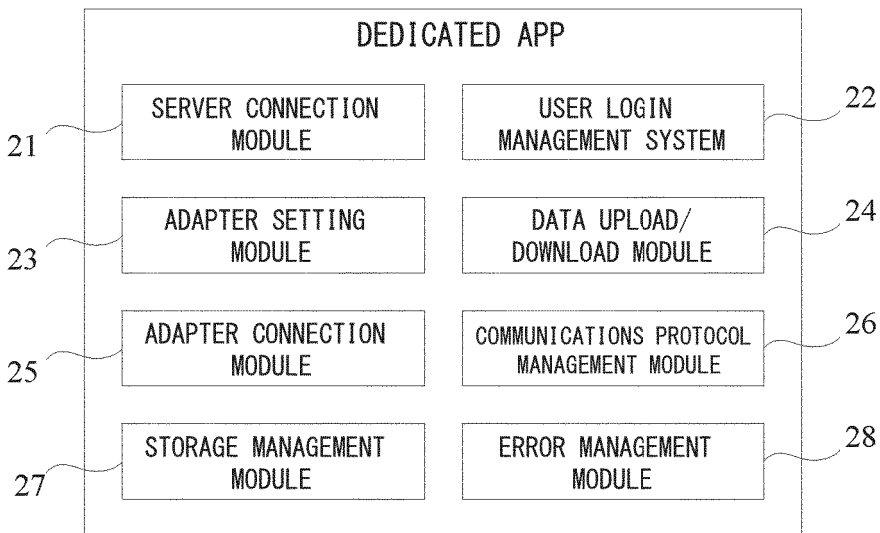 DEDICATED APP
SERVER CONNECTION
MODULE
21
USER LOGIN
MANAGEMENT SYSTEM
22
ADAPTER SETTING
MODULE
23
DATA UPLOAD/
DOWNLOAD MODULE
24
ADAPTER CONNECTION
MODULE
25
COMMUNICATIONS PROTOCOL
MANAGEMENT MODULE
26
STORAGE MANAGEMENT
MODULE
27
ERROR MANAGEMENT
MODULE
28